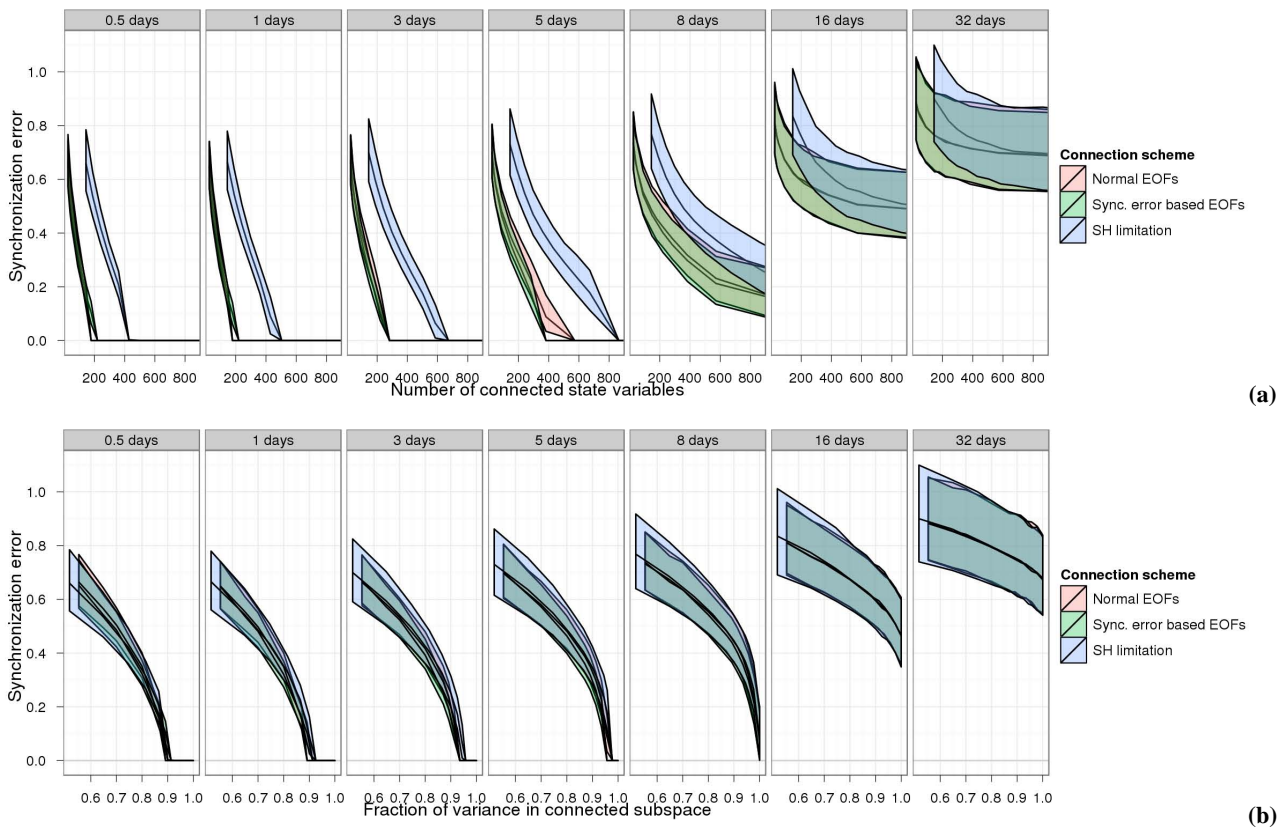 0.5 days 1 days 3 days 5 days 8 days 16 days 32 days
Synchronization error
1.0
0.8
0.6
0.4
0.2
0.0
200 400 600 800 200 400 600 800 200 400 600 800 200 400 600 800 200 400 600 800 200 400 600 800 200 400 600 800
Number of connected state variables
Connection scheme
Normal EOFs
Sync. error based EOFs
SH limitation
(a)
0.5 days 1 days 3 days 5 days 8 days 16 days 32 days
Synchronization error
1.0
0.8
0.6
0.4
0.2
0.0
0.6 0.7 0.8 0.9 1.0 0.6 0.7 0.8 0.9 1.0 0.6 0.7 0.8 0.9 1.0 0.6 0.7 0.8 0.9 1.0 0.6 0.7 0.8 0.9 1.0 0.6 0.7 0.8 0.9 1.0 0.6 0.7 0.8 0.9 1.0
Fraction of variance in connected subspace
Connection scheme
Normal EOFs
Sync. error based EOFs
SH limitation
(b)